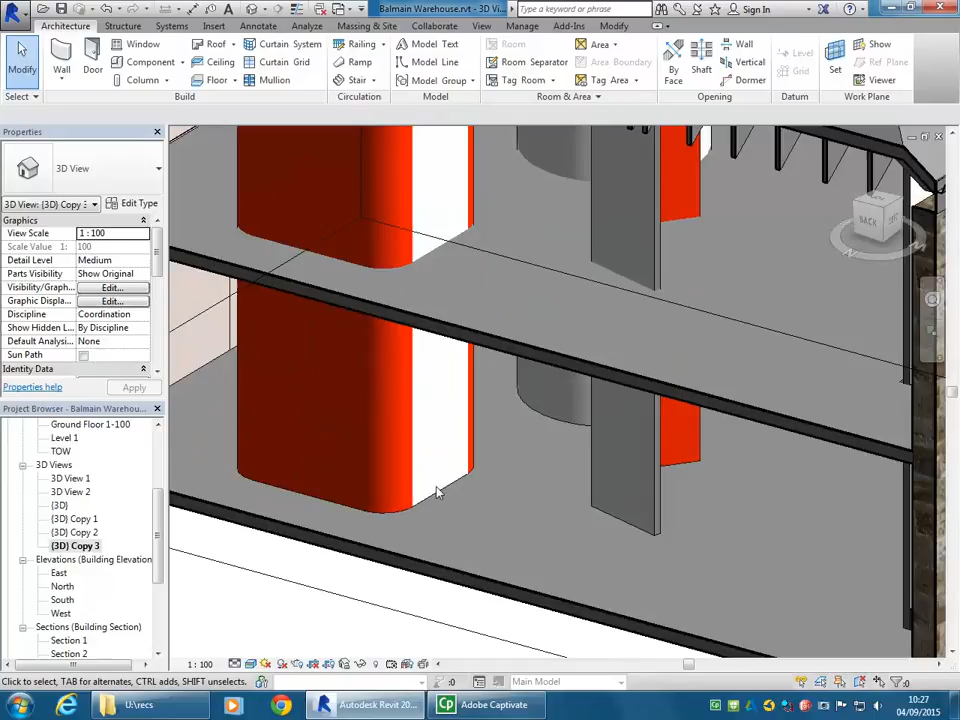 Balmain Warehouse.rvt - 3D Vi...
Type a keyword or phrase
Sign In
Architecture Structure Systems Insert Annotate Analyze Massing & Site Collaborate View Manage Add-Ins Modify
Modify
Wall
Door
Window
Component
Column
Roof
Ceiling
Floor
Curtain System
Curtain Grid
Mullion
Railing
Ramp
Stair
Model Text
Model Line
Model Group
Room
Room Separator
Tag Room
Area
Area Boundary
Tag Area
By Face
Shaft
Wall
Vertical
Dormer
Level
Grid
Set
Show
Ref Plane
Viewer
Select Build Circulation Model Room & Area Opening Datum Work Plane
Properties
3D View
3D View: {3D} Copy 3 Edit Type
Graphics
View Scale 1 : 100
Scale Value 1: 100
Detail Level Medium
Parts Visibility Show Original
Visibility/Graph... Edit...
Graphic Displa... Edit...
Discipline Coordination
Show Hidden L... By Discipline
Default Analysi... None
Sun Path
Identity Data
Properties help Apply
Project Browser - Balmain Warehou...
Ground Floor 1-100
Level 1
TOW
3D Views
3D View 1
3D View 2
{3D}
{3D} Copy 1
{3D} Copy 2
{3D} Copy 3
Elevations (Building Elevation
East
North
South
West
Sections (Building Section)
Section 1
Section 2
BACK
1 : 100
Click to select, TAB for alternates, CTRL adds, SHIFT unselects.
:0
Main Model
:0
U:\recs
Autodesk Revit 20...
Adobe Captivate
10:27
04/09/2015